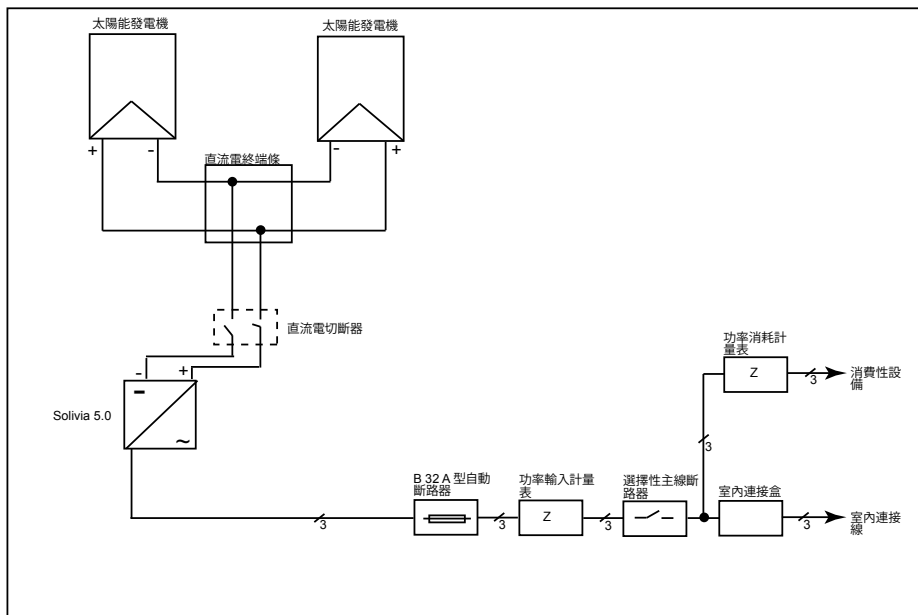 太陽能發電機
太陽能發電機
+
-
-
+
直流電終端條
直流電切斷器
-
+
Solivia 5.0
~
功率消耗計
量表
Z
3
消費性設
備
3
B 32 A 型自動
斷路器
功率輸入計量
表
選擇性主線斷
路器
室內連接盒
3
3
Z
3
3
室內連接
線